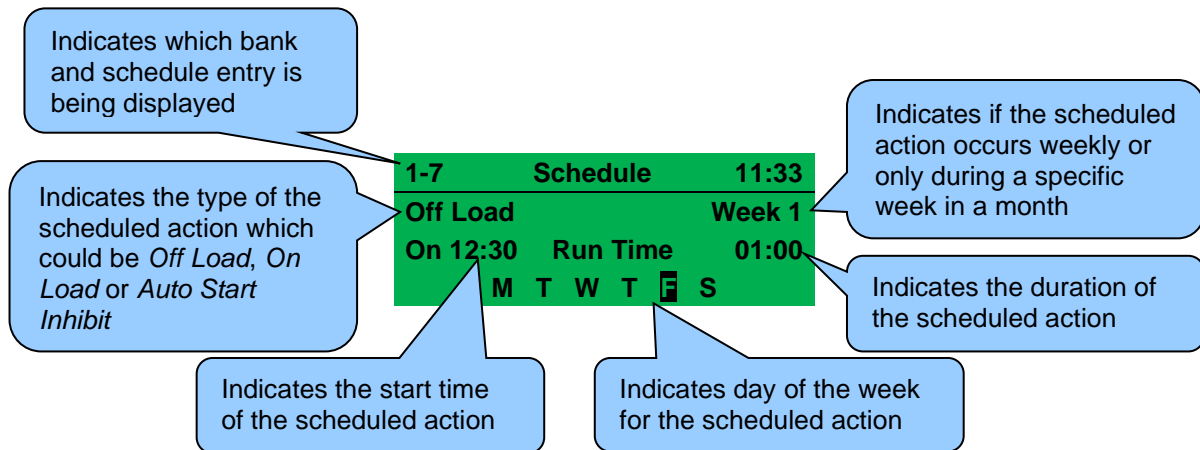 Indicates which bank
and schedule entry is
being displayed
Indicates if the scheduled
action occurs weekly or
only during a specific
week in a month
1-7 Schedule 11:33
Off Load Week 1
On 12:30 Run Time 01:00
M T W T F S
Indicates the type of the
scheduled action which
could be Off Load, On
Load or Auto Start
Inhibit
Indicates the duration of
the scheduled action
Indicates the start time
of the scheduled action
Indicates day of the week
for the scheduled action